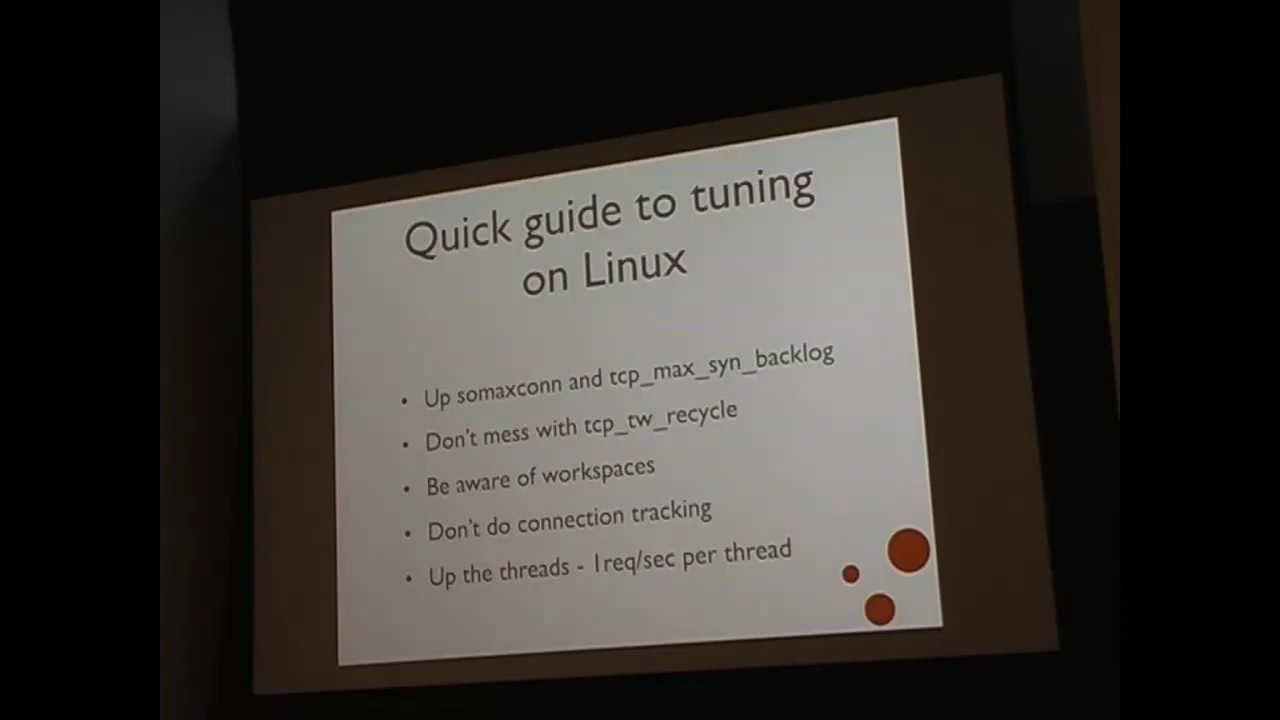 Quick guide to tuning
on Linux
• Up somaxconn and tcp_max_syn_backlog
• Don't mess with tcp_tw_recycle
• Be aware of workspaces
• Don't do connection tracking
• Up the threads - 1req/sec per thread